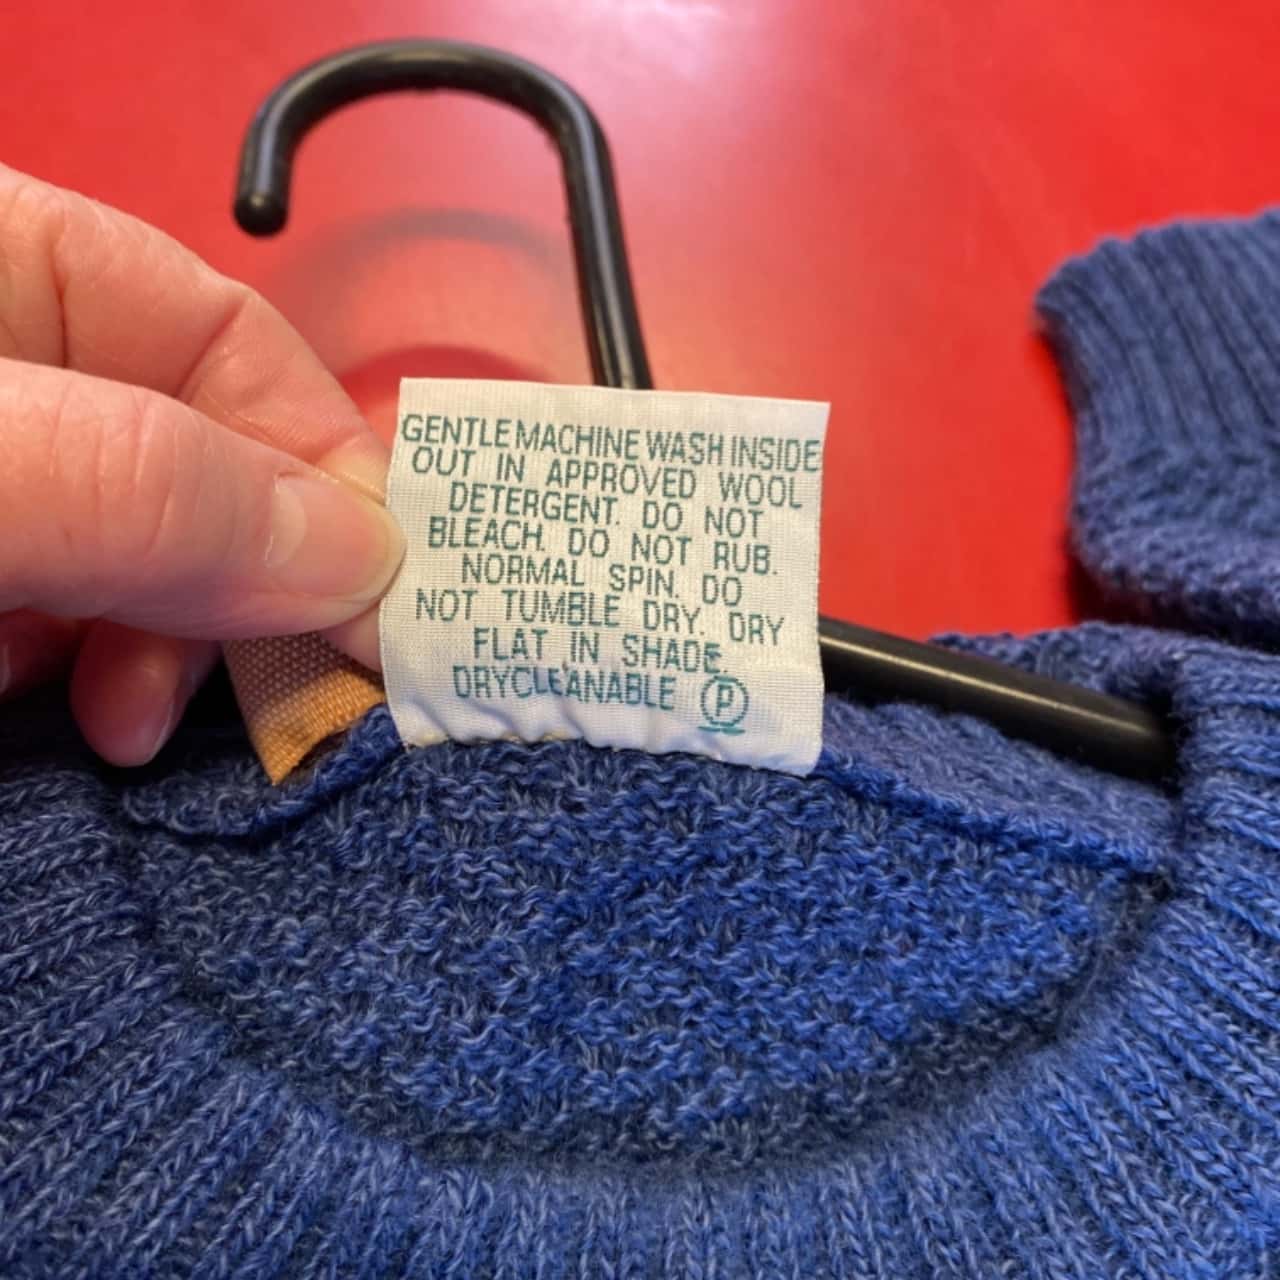 GENTLE MACHINE WASH INSIDE
OUT IN APPROVED WOOL
DETERGENT. DO NOT
BLEACH. DO NOT RUB.
NORMAL SPIN. DO
NOT TUMBLE DRY. DRY
FLAT IN SHADE.
DRYCLEANABLE P